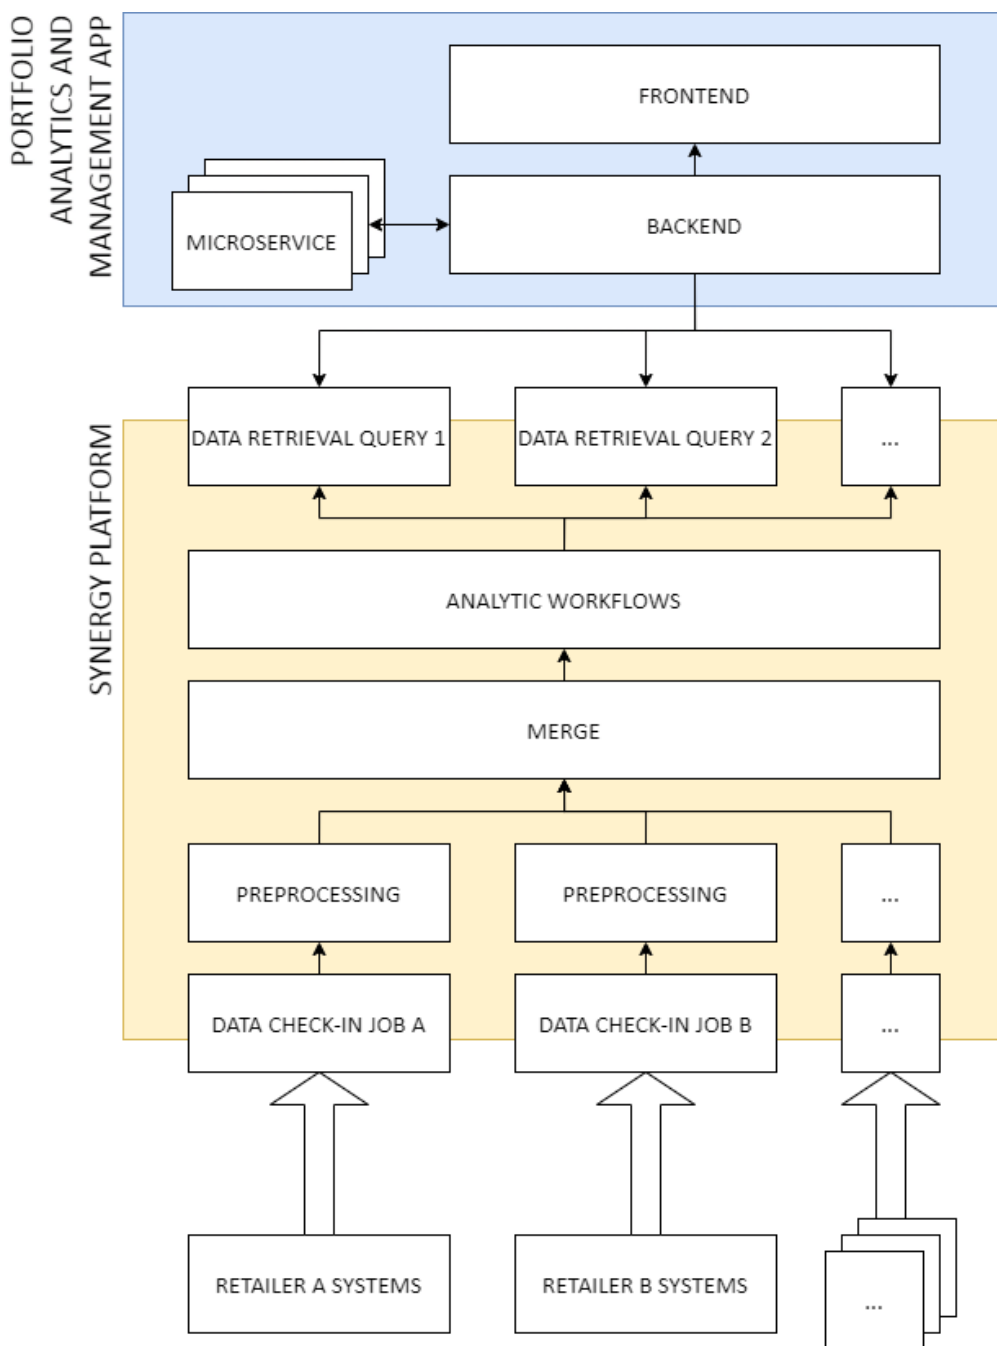 PORTFOLIO
ANALYTICS AND
MANAGEMENT APP
FRONTEND
BACKEND
MICROSERVICE
SYNERGY PLATFORM
DATA RETRIEVAL QUERY 1
DATA RETRIEVAL QUERY 2
...
ANALYTIC WORKFLOWS
MERGE
PREPROCESSING
PREPROCESSING
...
DATA CHECK-IN JOB A
DATA CHECK-IN JOB B
...
RETAILER A SYSTEMS
RETAILER B SYSTEMS
...